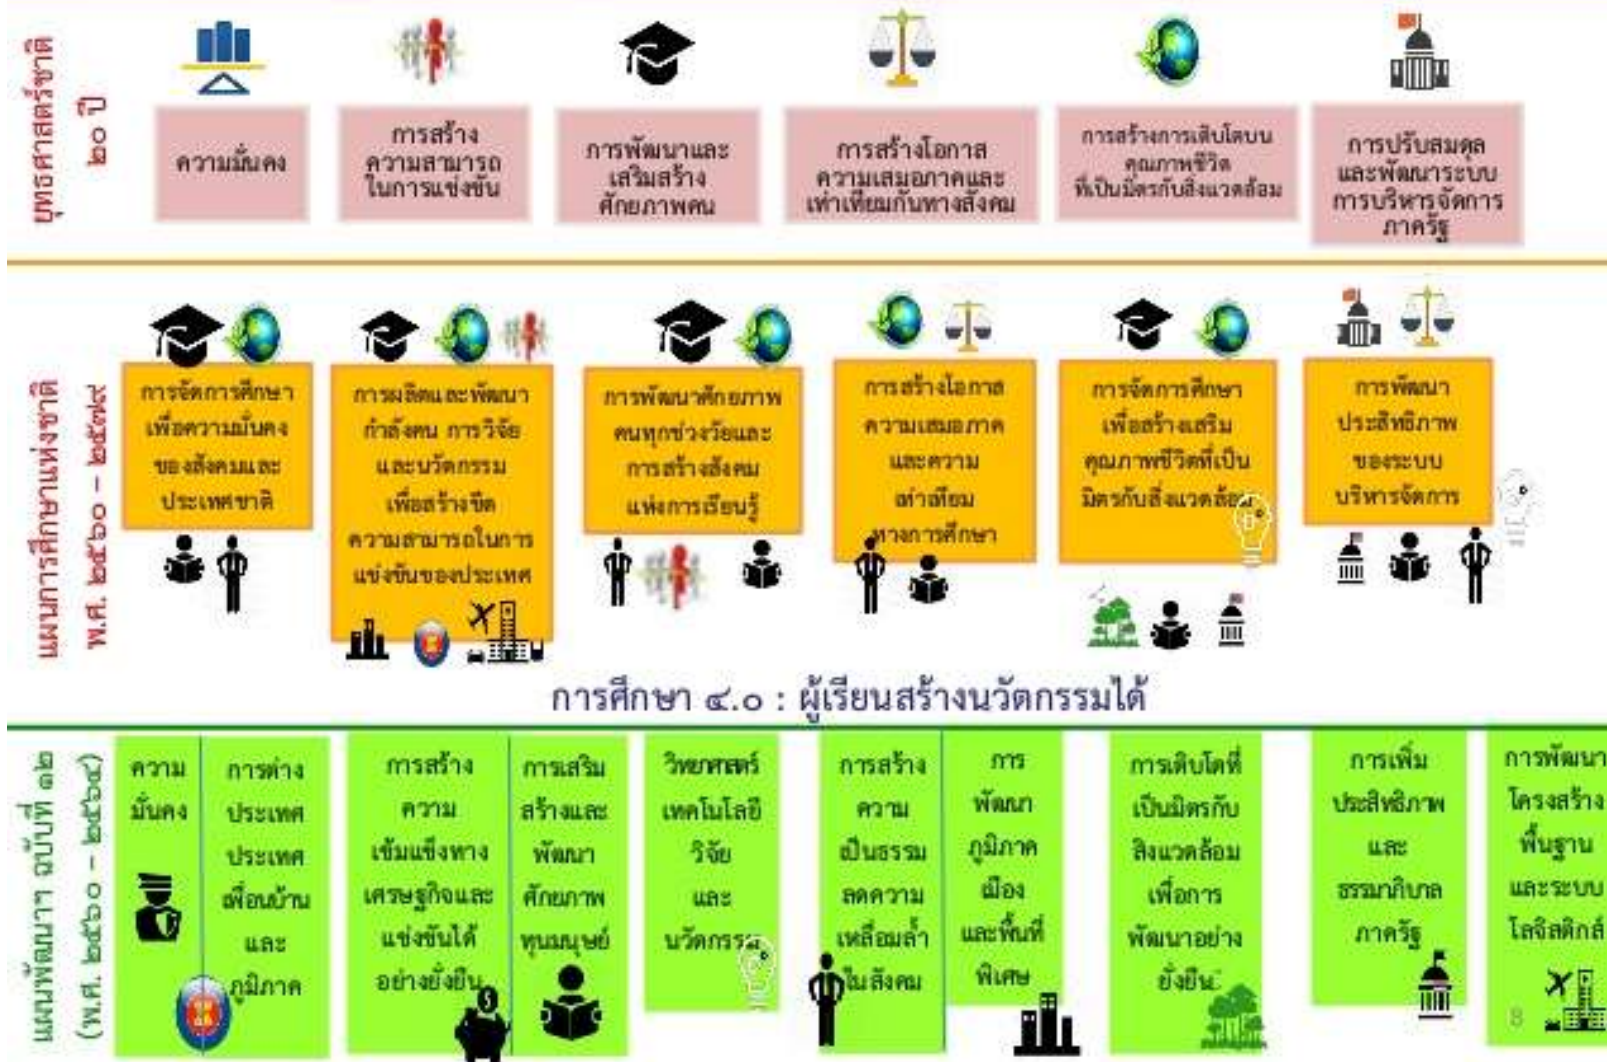 ยุทธศาสตร์ชาติ
๒๐ ปี
ความมั่นคง
การสร้าง
ความสามารถ
ในการแข่งขัน
การพัฒนาและ
เสริมสร้าง
ศักยภาพคน
การสร้างโอกาส
ความเสมอภาคและ
เท่าเทียมกันทางสังคม
การสร้างการเติบโตบน
คุณภาพชีวิต
ที่เป็นมิตรกับสิ่งแวดล้อม
การปรับสมดุล
และพัฒนาระบบ
การบริหารจัดการ
ภาครัฐ
แผนการศึกษาแห่งชาติ
พ.ศ. ๒๕๖๐ – ๒๕๗๙
การจัดการศึกษา
เพื่อความมั่นคง
ของสังคมและ
ประเทศชาติ
การผลิตและพัฒนา
กำลังคน การวิจัย
และนวัตกรรม
เพื่อสร้างขีด
ความสามารถในการ
แข่งขันของประเทศ
การพัฒนาศักยภาพ
คนทุกช่วงวัยและ
การสร้างสังคม
แห่งการเรียนรู้
การสร้างโอกาส
ความเสมอภาค
และความ
เท่าเทียม
ทางการศึกษา
การจัดการศึกษา
เพื่อสร้างเสริม
คุณภาพชีวิตที่เป็น
มิตรกับสิ่งแวดล้อม
การพัฒนา
ประสิทธิภาพ
ของระบบ
บริหารจัดการ
การศึกษา ๔.๐ : ผู้เรียนสร้างนวัตกรรมได้
แผนพัฒนาฯ ฉบับที่ ๑๒
(พ.ศ. ๒๕๖๐ – ๒๕๖๔)
ความ
มั่นคง
การต่าง
ประเทศ
ประเทศ
เพื่อนบ้าน
และ
ภูมิภาค
การสร้าง
ความ
เข้มแข็งทาง
เศรษฐกิจและ
แข่งขันได้
อย่างยั่งยืน
การเสริม
สร้างและ
พัฒนา
ศักยภาพ
ทุนมนุษย์
วิทยาศาสตร์
เทคโนโลยี
วิจัย
และ
นวัตกรรม
การสร้าง
ความ
เป็นธรรม
ลดความ
เหลื่อมล้ำ
ในสังคม
การ
พัฒนา
ภูมิภาค
เมือง
และพื้นที่
พิเศษ
การเติบโตที่
เป็นมิตรกับ
สิ่งแวดล้อม
เพื่อการ
พัฒนาอย่าง
ยั่งยืน
การเพิ่ม
ประสิทธิภาพ
และ
ธรรมาภิบาล
ภาครัฐ
การพัฒนา
โครงสร้าง
พื้นฐาน
และระบบ
โลจิสติกส์
8